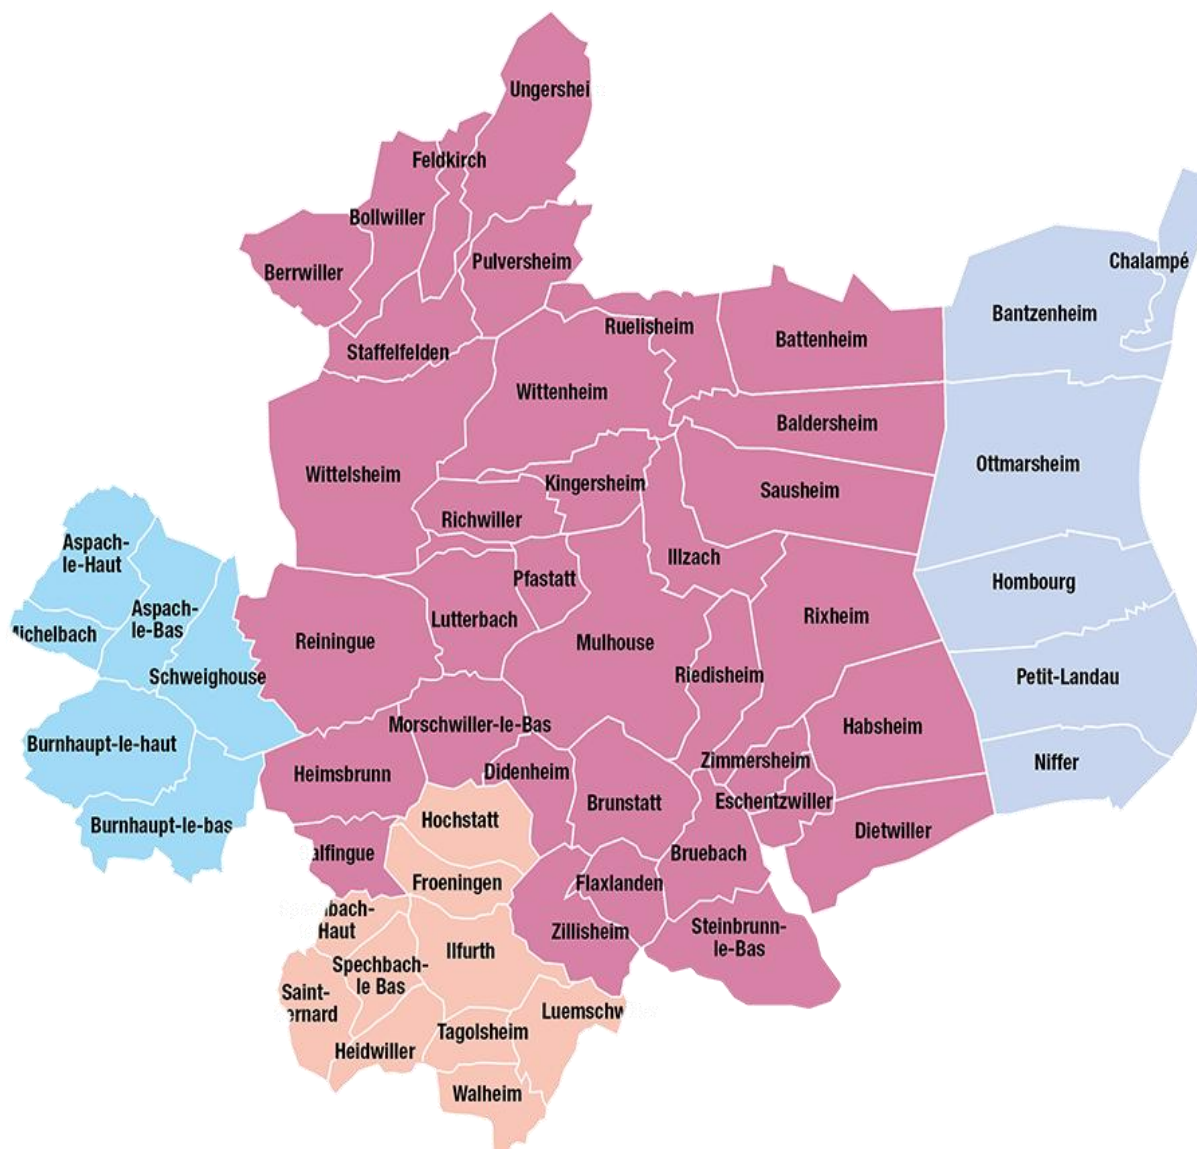 Ungershei
Feldkirch
Bollwiller
Berrwiller
Pulversheim
Chalampé
Bantzenheim
Ruelisheim
Battenheim
Staffelfelden
Wittenheim
Baldersheim
Ottmarsheim
Wittelsheim
Kingersheim
Sausheim
Richwiller
Aspach-
le-Haut
Illzach
Pfastatt
Hombourg
Aspach-
le-Bas
Michelbach
Lutterbach
Rixheim
Reiningue
Mulhouse
Schweighouse
Riedisheim
Petit-Landau
Morschwiller-le-Bas
Habsheim
Burnhaupt-le-haut
Zimmersheim
Niffer
Heimsbrunn
Didenheim
Brunstatt
Eschentzwiller
Hochstatt
Burnhaupt-le-bas
Dietwiller
alfingue
Bruebach
Froeningen
Flaxlanden
bach-
Haut
Zillisheim
Steinbrunn-
le-Bas
Ilfurth
Spechbach-
le Bas
Saint-
ernard
Luemschw
Tagolsheim
Heidwiller
Walheim